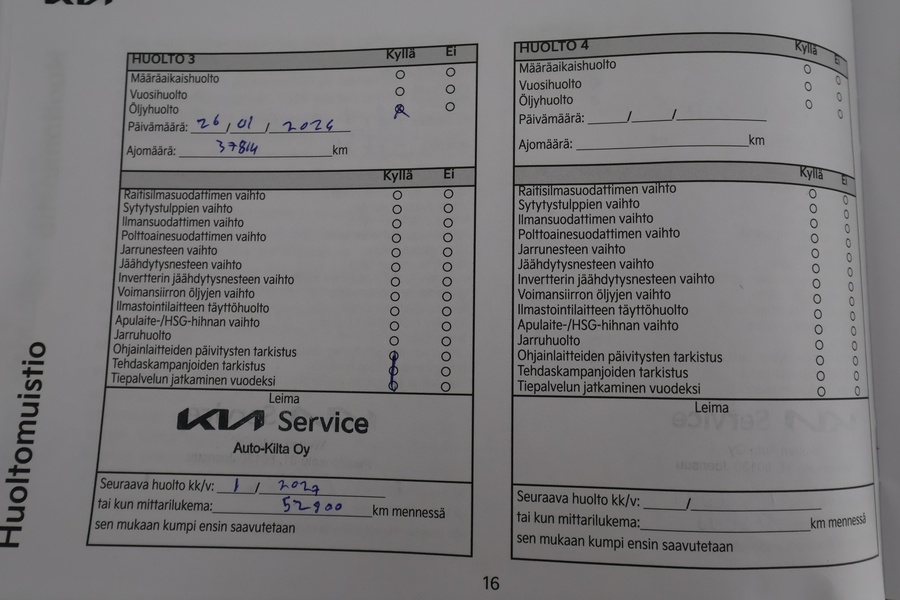 HUOLTO 3 Kyllä Ei
Määräaikaishuolto
Vuosihuolto
Öljyhuolto
Päivämäärä: 26 / 01 / 2026
Ajomäärä: 37814 km
Kyllä Ei
Raitisilmasuodattimen vaihto
Sytytystulppien vaihto
Ilmansuodattimen vaihto
Polttoainesuodattimen vaihto
Jarrunesteen vaihto
Jäähdytysnesteen vaihto
Invertterin jäähdytysnesteen vaihto
Voimansiirron öljyjen vaihto
Ilmastointilaitteen täyttöhuolto
Apulaite-/HSG-hihnan vaihto
Jarruhuolto
Ohjainlaitteiden päivitysten tarkistus
Tehdaskampanjoiden tarkistus
Tiepalvelun jatkaminen vuodeksi
Leima
KIA Service
Auto-Kilta Oy
Seuraava huolto kk/v: 1 / 2027
tai kun mittarilukema: 52900 km mennessä
sen mukaan kumpi ensin saavutetaan
HUOLTO 4 Kyllä Ei
Määräaikaishuolto
Vuosihuolto
Öljyhuolto
Päivämäärä: / /
Ajomäärä: km
Kyllä Ei
Raitisilmasuodattimen vaihto
Sytytystulppien vaihto
Ilmansuodattimen vaihto
Polttoainesuodattimen vaihto
Jarrunesteen vaihto
Jäähdytysnesteen vaihto
Invertterin jäähdytysnesteen vaihto
Voimansiirron öljyjen vaihto
Ilmastointilaitteen täyttöhuolto
Apulaite-/HSG-hihnan vaihto
Jarruhuolto
Ohjainlaitteiden päivitysten tarkistus
Tehdaskampanjoiden tarkistus
Tiepalvelun jatkaminen vuodeksi
Leima
Seuraava huolto kk/v: /
tai kun mittarilukema: km mennessä
sen mukaan kumpi ensin saavutetaan
Huoltomuistio
16